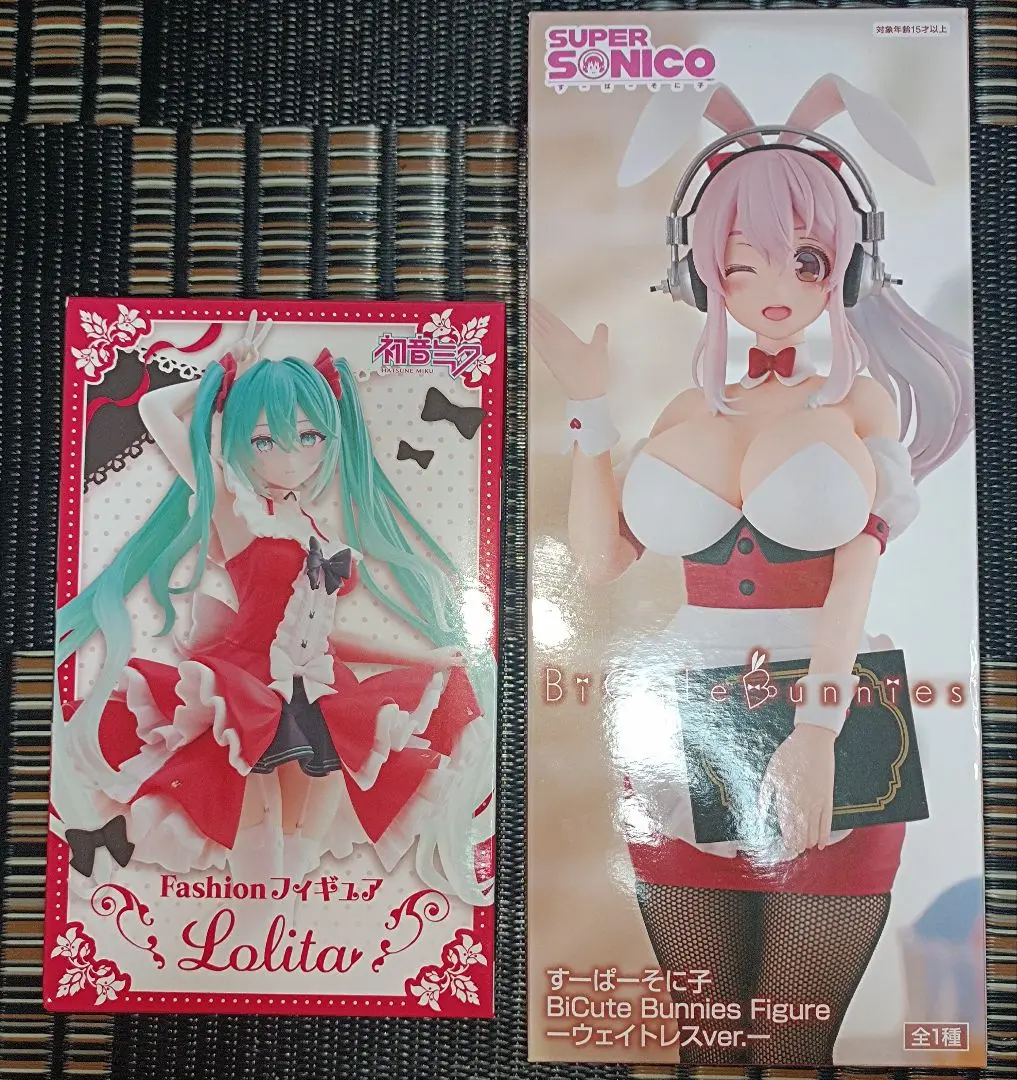 初音ミク
HATSUNE MIKU
Fashionフィギュア
Lolita
SUPER
SONICO
すーぱーそに子
対象年齢15才以上
BiCute Bunnies
すーぱーそに子
BiCute Bunnies Figure
ーウェイトレスver.ー
全1種